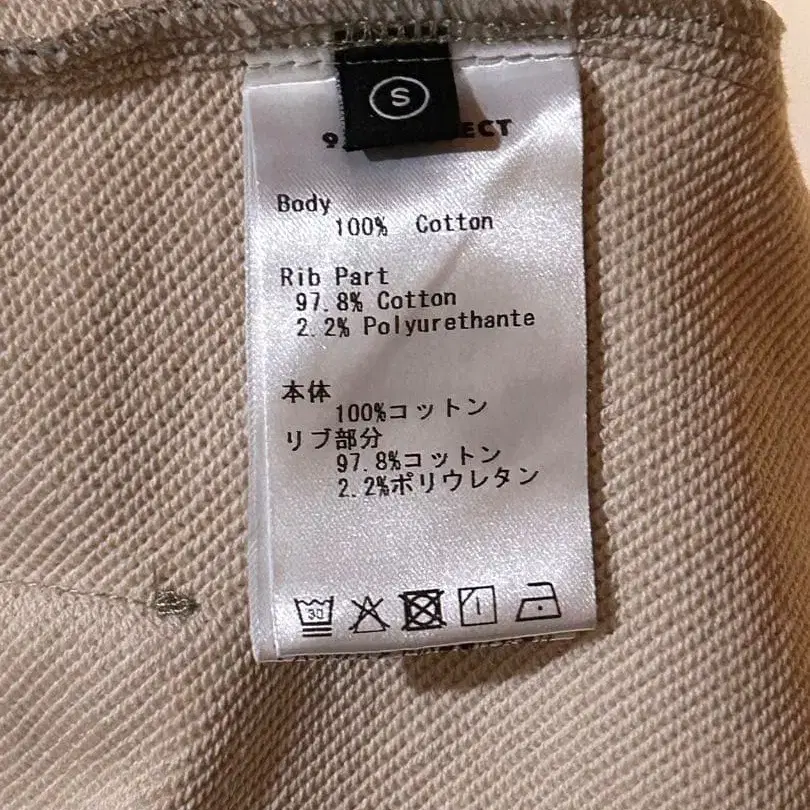 S
Body
100% Cotton
Rib Part
97.8% Cotton
2.2% Polyurethante
本体
100%コットン
リブ部分
97.8%コットン
2.2%ポリウレタン
30